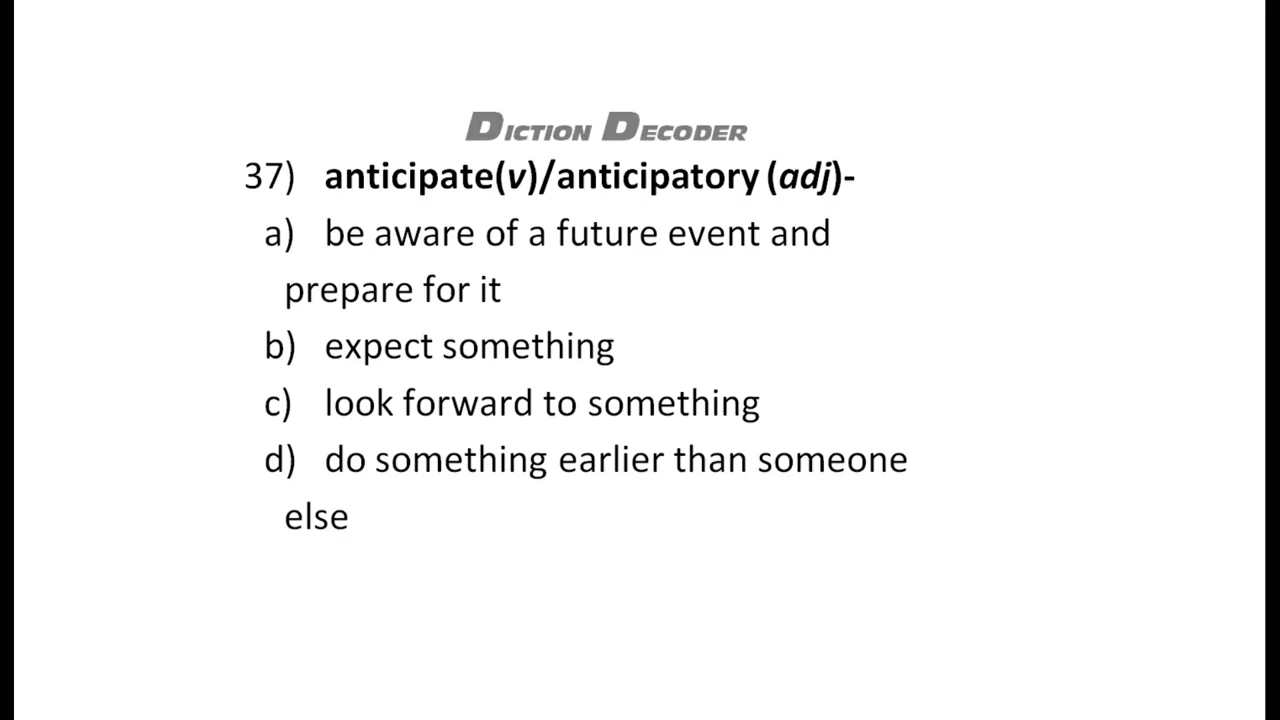 DICTION DECODER
37) anticipate(v)/anticipatory (adj)-
a) be aware of a future event and
prepare for it
b) expect something
c) look forward to something
d) do something earlier than someone
else